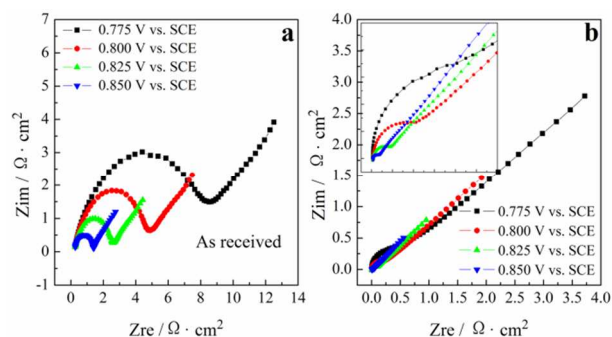 a
0.775 V vs. SCE
0.800 V vs. SCE
0.825 V vs. SCE
0.850 V vs. SCE
As received
Zim / Ω · cm²
7
6
5
4
3
2
1
0
-1
0 2 4 6 8 10 12 14
Zre / Ω · cm²
b
Zim / Ω · cm²
4.0
3.5
3.0
2.5
2.0
1.5
1.0
0.5
0.0
0.775 V vs. SCE
0.800 V vs. SCE
0.825 V vs. SCE
0.850 V vs. SCE
0.0 0.5 1.0 1.5 2.0 2.5 3.0 3.5 4.0
Zre / Ω · cm²